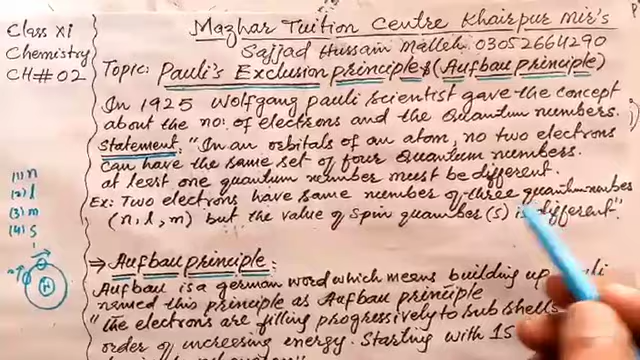 Class XI
Chemistry
CH#02
Mazhar Tuition Centre Khairpur Mir's
Sajjad Hussain Malleh 03052664290
Topic: Pauli's Exclusion principle & (Aufbau principle)
In 1925 Wolfgang pauli scientist gave the concept
about the no: of electrons and the Quantum numbers.
Statement: "In an orbitals of an atom, no two electrons
can have the same set of four Quantum numbers.
at least one quantum number must be different.
Ex: Two electrons have same number of three quantum number
(n, l, m) but the value of spin quamber (s) is different"
(1) n
(2) l
(3) m
(4) s
⇒ Aufbau principle:
Aufbau is a german word which means building up
named this principle as Aufbau principle
"The electrons are filling progressively to sub shells
order of increasing energy. Starting with 1S